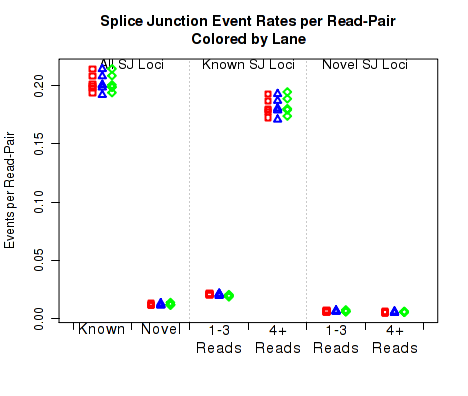 Splice Junction Event Rates per Read-Pair
Colored by Lane
All SJ Loci Known SJ Loci Novel SJ Loci
Events per Read-Pair
0.20
0.15
0.10
0.05
0.00
Known Novel 1-3 4+ 1-3 4+
Reads Reads Reads Reads